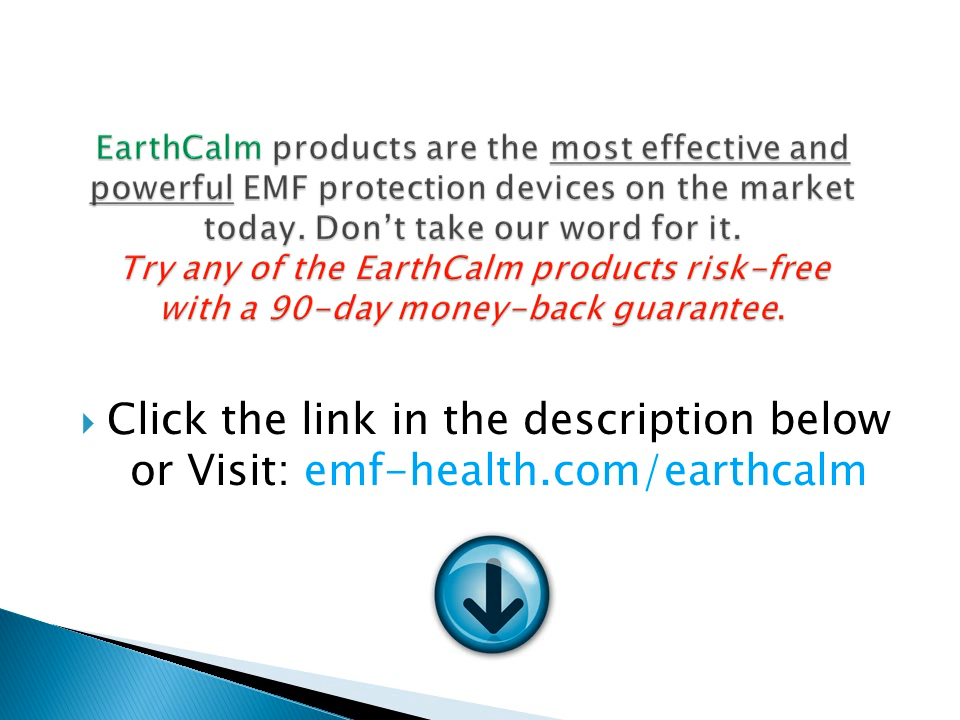 EarthCalm products are the most effective and
powerful EMF protection devices on the market
today. Don’t take our word for it.
Try any of the EarthCalm products risk-free
with a 90-day money-back guarantee.
Click the link in the description below
or Visit: emf-health.com/earthcalm